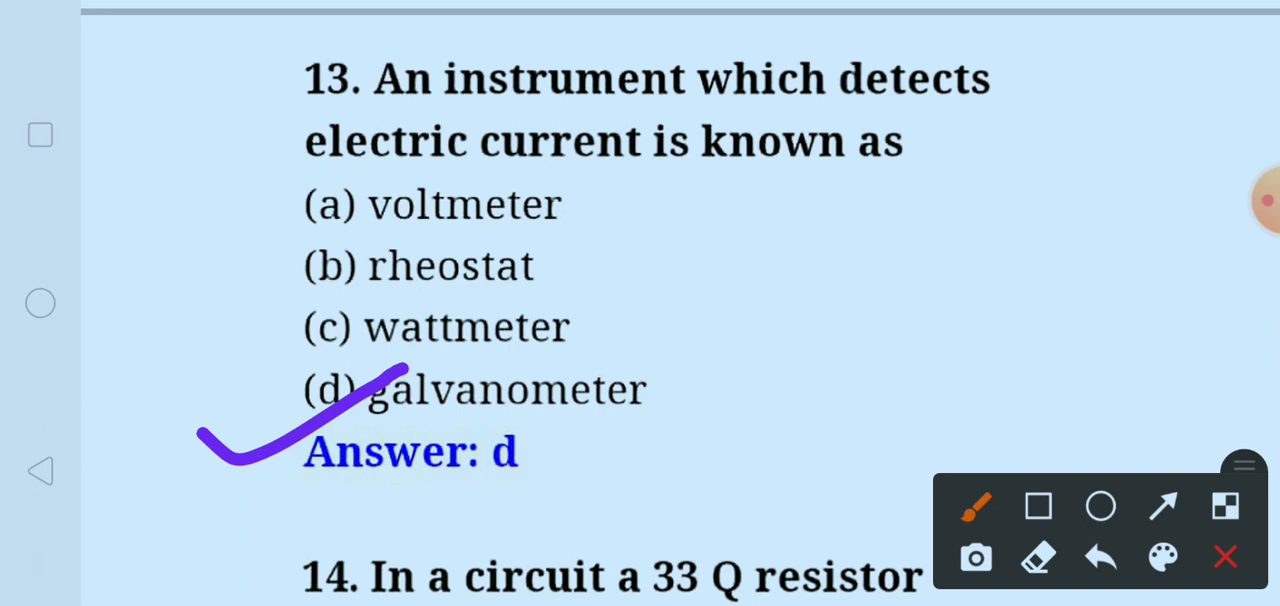 13. An instrument which detects
electric current is known as
(a) voltmeter
(b) rheostat
(c) wattmeter
(d) galvanometer
Answer: d
14. In a circuit a 33 Q resistor